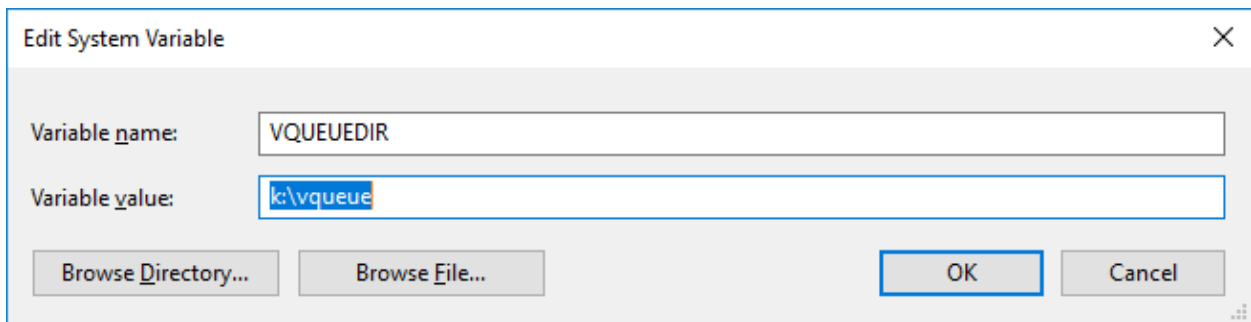 Edit System Variable
Variable name: VQUEUEDIR
Variable value: k:\vqueue
Browse Directory... Browse File... OK Cancel